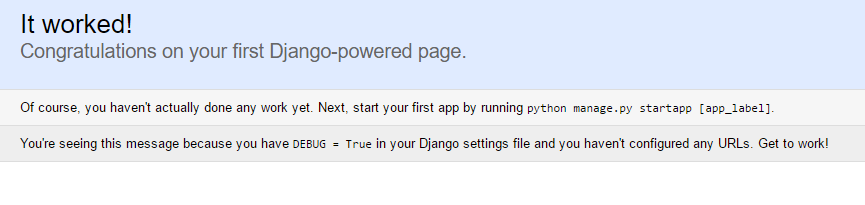 It worked!
Congratulations on your first Django-powered page.
Of course, you haven't actually done any work yet. Next, start your first app by running python manage.py startapp [app_label].
You're seeing this message because you have DEBUG = True in your Django settings file and you haven't configured any URLs. Get to work!